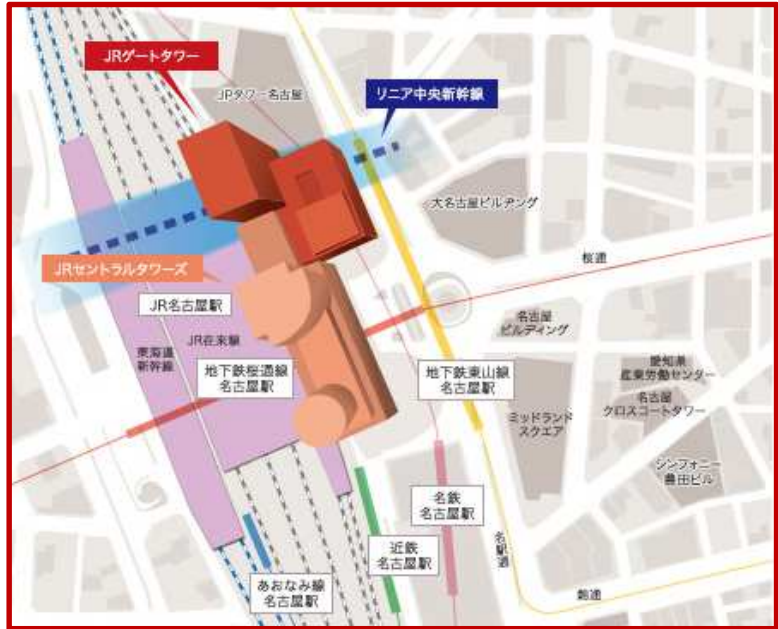 JRゲートタワー
JPタワー名古屋
リニア中央新幹線
大名古屋ビルヂング
JRセントラルタワーズ
桜通
JR名古屋駅
JR在来線
東海道
新幹線
地下鉄桜通線
名古屋駅
地下鉄東山線
名古屋駅
名古屋
ビルディング
愛知県
産業労働センター
名古屋
クロスコートタワー
ミッドランド
スクエア
シンフォニー
豊田ビル
名鉄
名古屋駅
近鉄
名古屋駅
名駅通
あおなみ線
名古屋駅
錦通